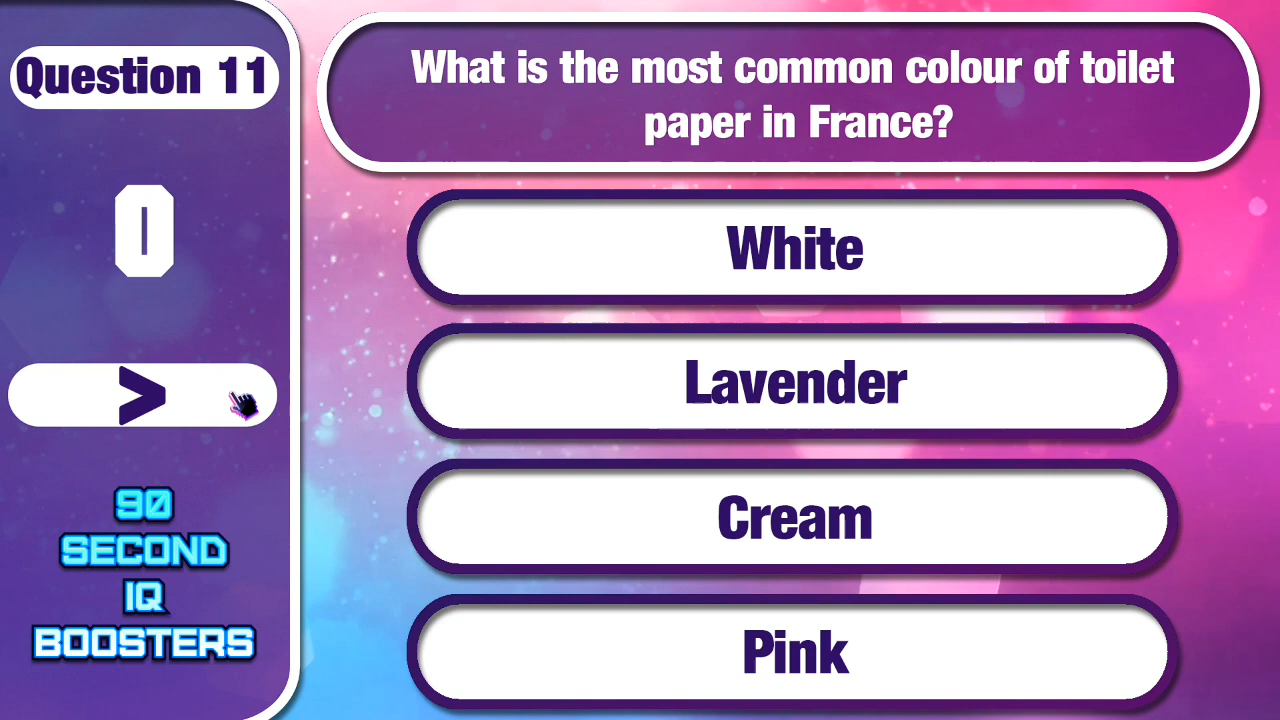 Question 11
0
>
90
SECOND
IQ
BOOSTERS
What is the most common colour of toilet
paper in France?
White
Lavender
Cream
Pink